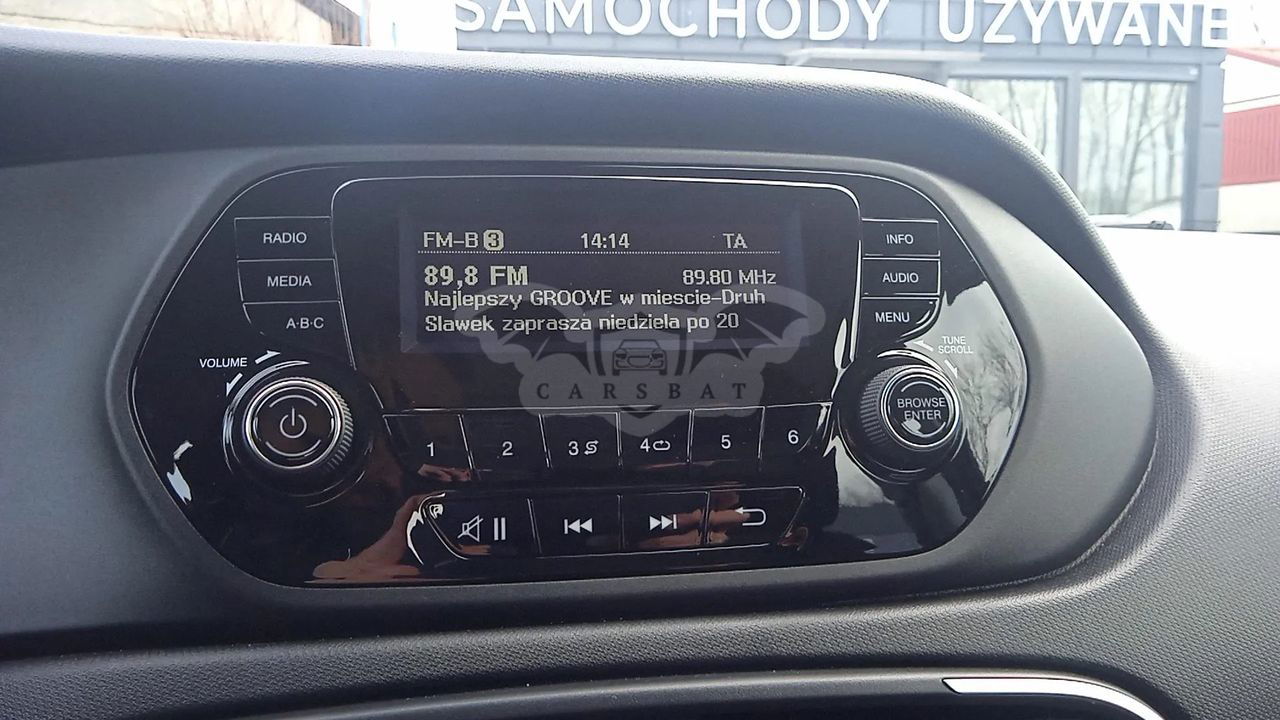 SAMOCHODY UŻYWANE
RADIO
MEDIA
A·B·C
VOLUME
FM-B 3 14:14 TA
89,8 FM 89.80 MHz
Najlepszy GROOVE w miescie-Druh
Slawek zaprasza niedziela po 20
CARSBAT
INFO
AUDIO
MENU
TUNE
SCROLL
BROWSE
ENTER
1 2 3 4 5 6